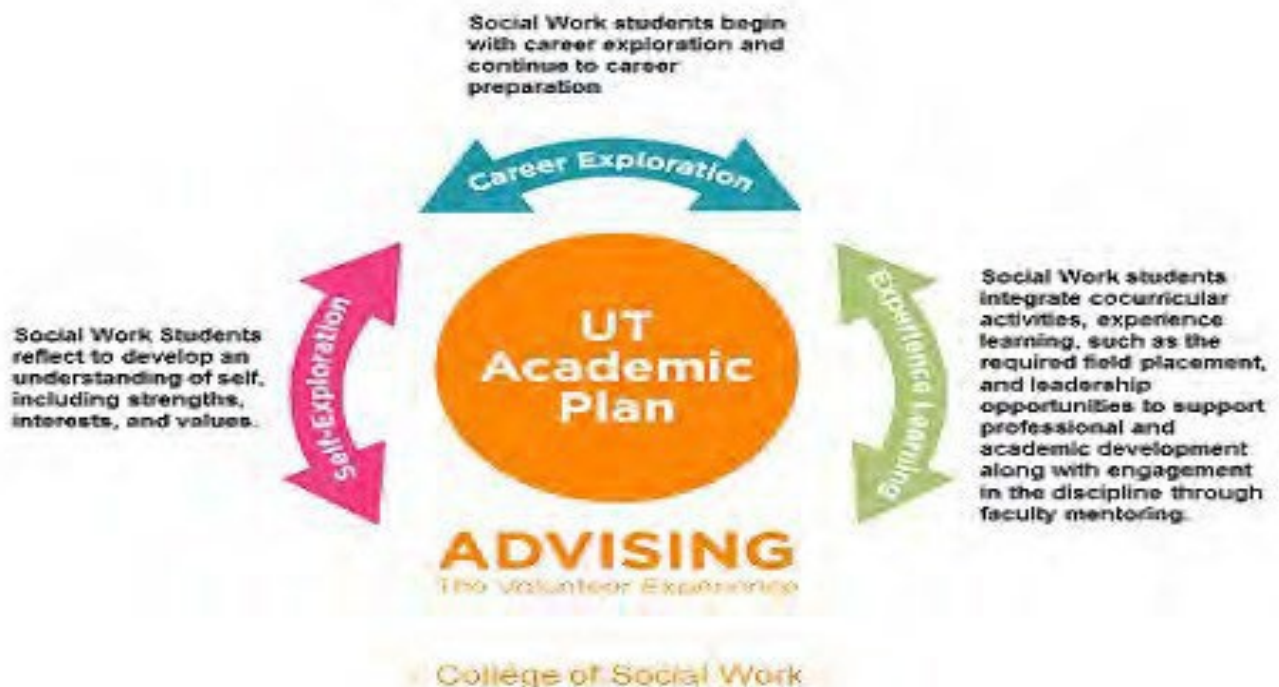 Social Work students begin
with career exploration and
continue to career
preparation
Career Exploration
Self-Exploration
Experience Learning
UT
Academic
Plan
Social Work Students
reflect to develop an
understanding of self,
including strengths,
interests, and values.
Social Work students
integrate cocurricular
activities, experience
learning, such as the
required field placement,
and leadership
opportunities to support
professional and
academic development
along with engagement
in the discipline through
faculty mentoring.
ADVISING
The Volunteer Experience
College of Social Work